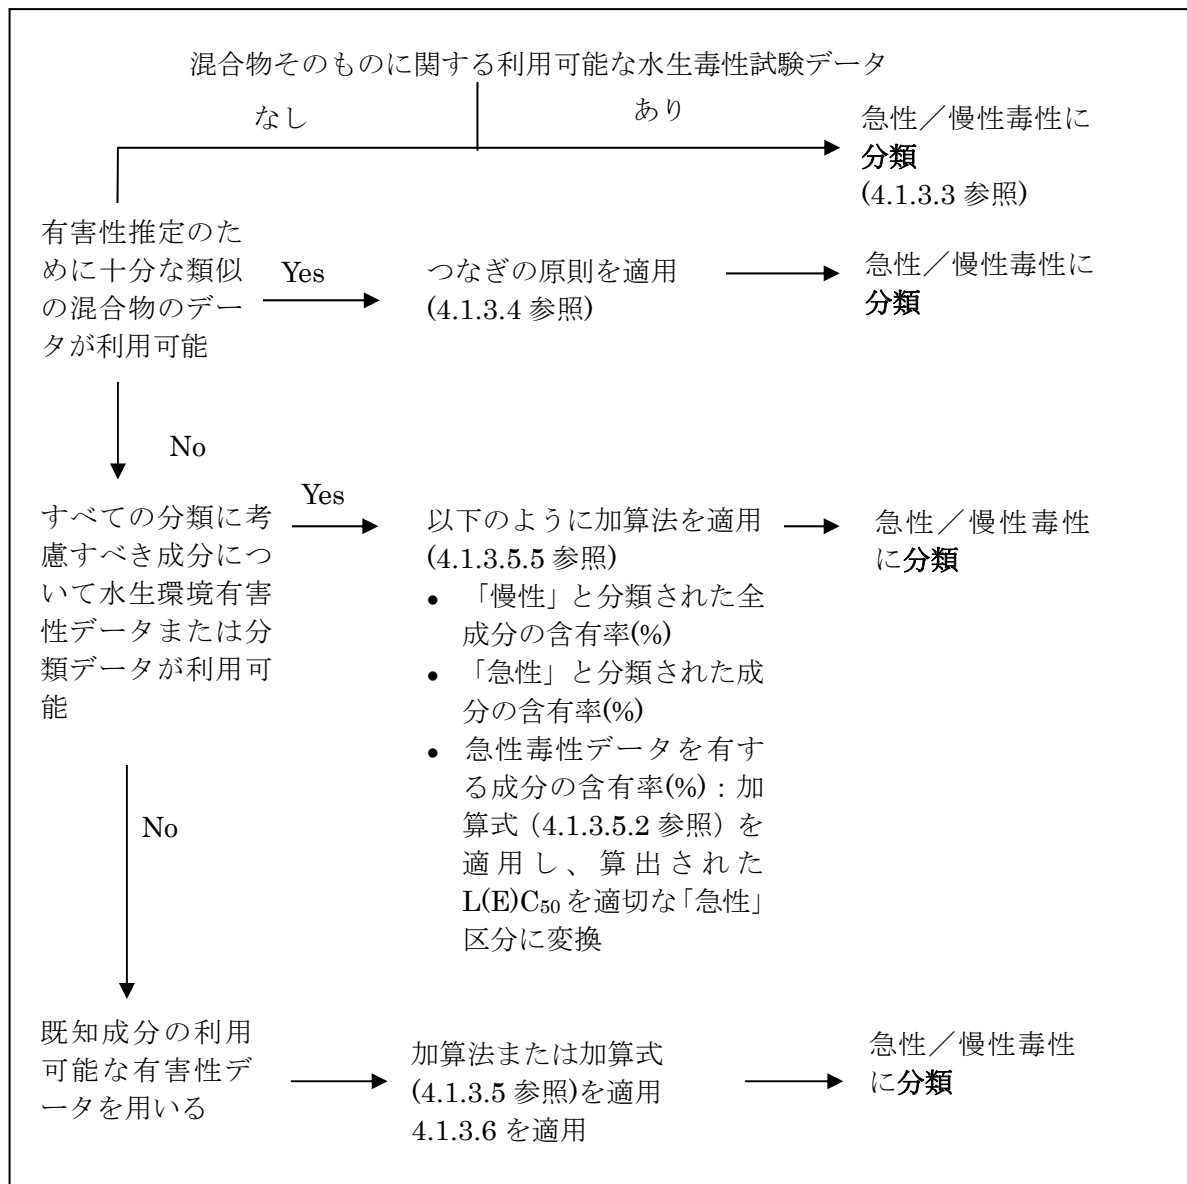 混合物そのものに関する利用可能な水生毒性試験データ
なし
あり
急性／慢性毒性に
分類
(4.1.3.3 参照)
有害性推定のた
めに十分な類似
の混合物のデー
タが利用可能
Yes
つなぎの原則を適用
(4.1.3.4 参照)
急性／慢性毒性に
分類
No
すべての分類に考
慮すべき成分につ
いて水生環境有害
性データまたは分
類データが利用可
能
Yes
以下のように加算法を適用
(4.1.3.5.5 参照)
● 「慢性」と分類された全
成分の含有率(%)
● 「急性」と分類された成
分の含有率(%)
● 急性毒性データを有す
る成分の含有率(%)：加
算式（4.1.3.5.2 参照）を
適用し、算出された
L(E)C₅₀を適切な「急性」
区分に変換
急性／慢性毒性
に分類
No
既知成分の利用
可能な有害性デ
ータを用いる
加算法または加算式
(4.1.3.5 参照)を適用
4.1.3.6 を適用
急性／慢性毒性
に分類